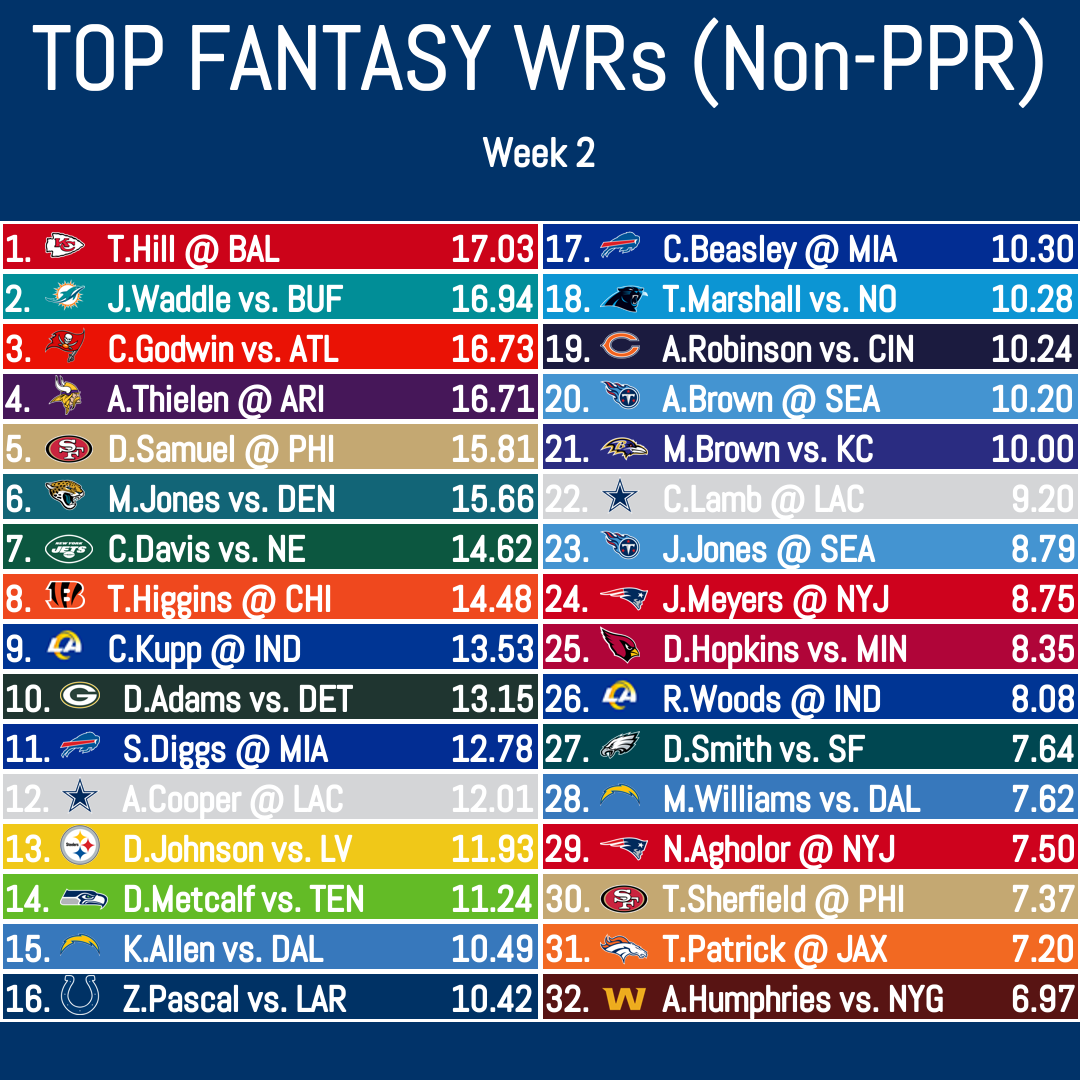 TOP FANTASY WRs (Non-PPR)
Week 2
1. T.Hill @ BAL 17.03
2. J.Waddle vs. BUF 16.94
3. C.Godwin vs. ATL 16.73
4. A.Thielen @ ARI 16.71
5. D.Samuel @ PHI 15.81
6. M.Jones vs. DEN 15.66
7. C.Davis vs. NE 14.62
8. T.Higgins @ CHI 14.48
9. C.Kupp @ IND 13.53
10. D.Adams vs. DET 13.15
11. S.Diggs @ MIA 12.78
12. A.Cooper @ LAC 12.01
13. D.Johnson vs. LV 11.93
14. D.Metcalf vs. TEN 11.24
15. K.Allen vs. DAL 10.49
16. Z.Pascal vs. LAR 10.42
17. C.Beasley @ MIA 10.30
18. T.Marshall vs. NO 10.28
19. A.Robinson vs. CIN 10.24
20. A.Brown @ SEA 10.20
21. M.Brown vs. KC 10.00
22. C.Lamb @ LAC 9.20
23. J.Jones @ SEA 8.79
24. J.Meyers @ NYJ 8.75
25. D.Hopkins vs. MIN 8.35
26. R.Woods @ IND 8.08
27. D.Smith vs. SF 7.64
28. M.Williams vs. DAL 7.62
29. N.Agholor @ NYJ 7.50
30. T.Sherfield @ PHI 7.37
31. T.Patrick @ JAX 7.20
32. A.Humphries vs. NYG 6.97